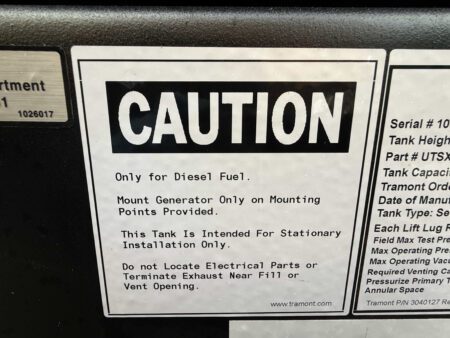 rtment
1
1026017
CAUTION
Only for Diesel Fuel.
Mount Generator Only on Mounting
Points Provided.
This Tank is Intended For Stationary
Installation Only.
Do not Locate Electrical Parts or
Terminate Exhaust Near Fill or
Vent Opening.
www.tramont.com
Serial # 10
Tank Heigh
Part # UTSX
Tank Capaci
Tramont Orde
Date of Manuf
Tank Type: Se
Each Lift Lug R
Field Max Test Pre
Max Operating Pre
Max Operating Vacu
Required Venting Ca
Pressurize Primary T
Annular Space
Tramont P/N 3040127 Re